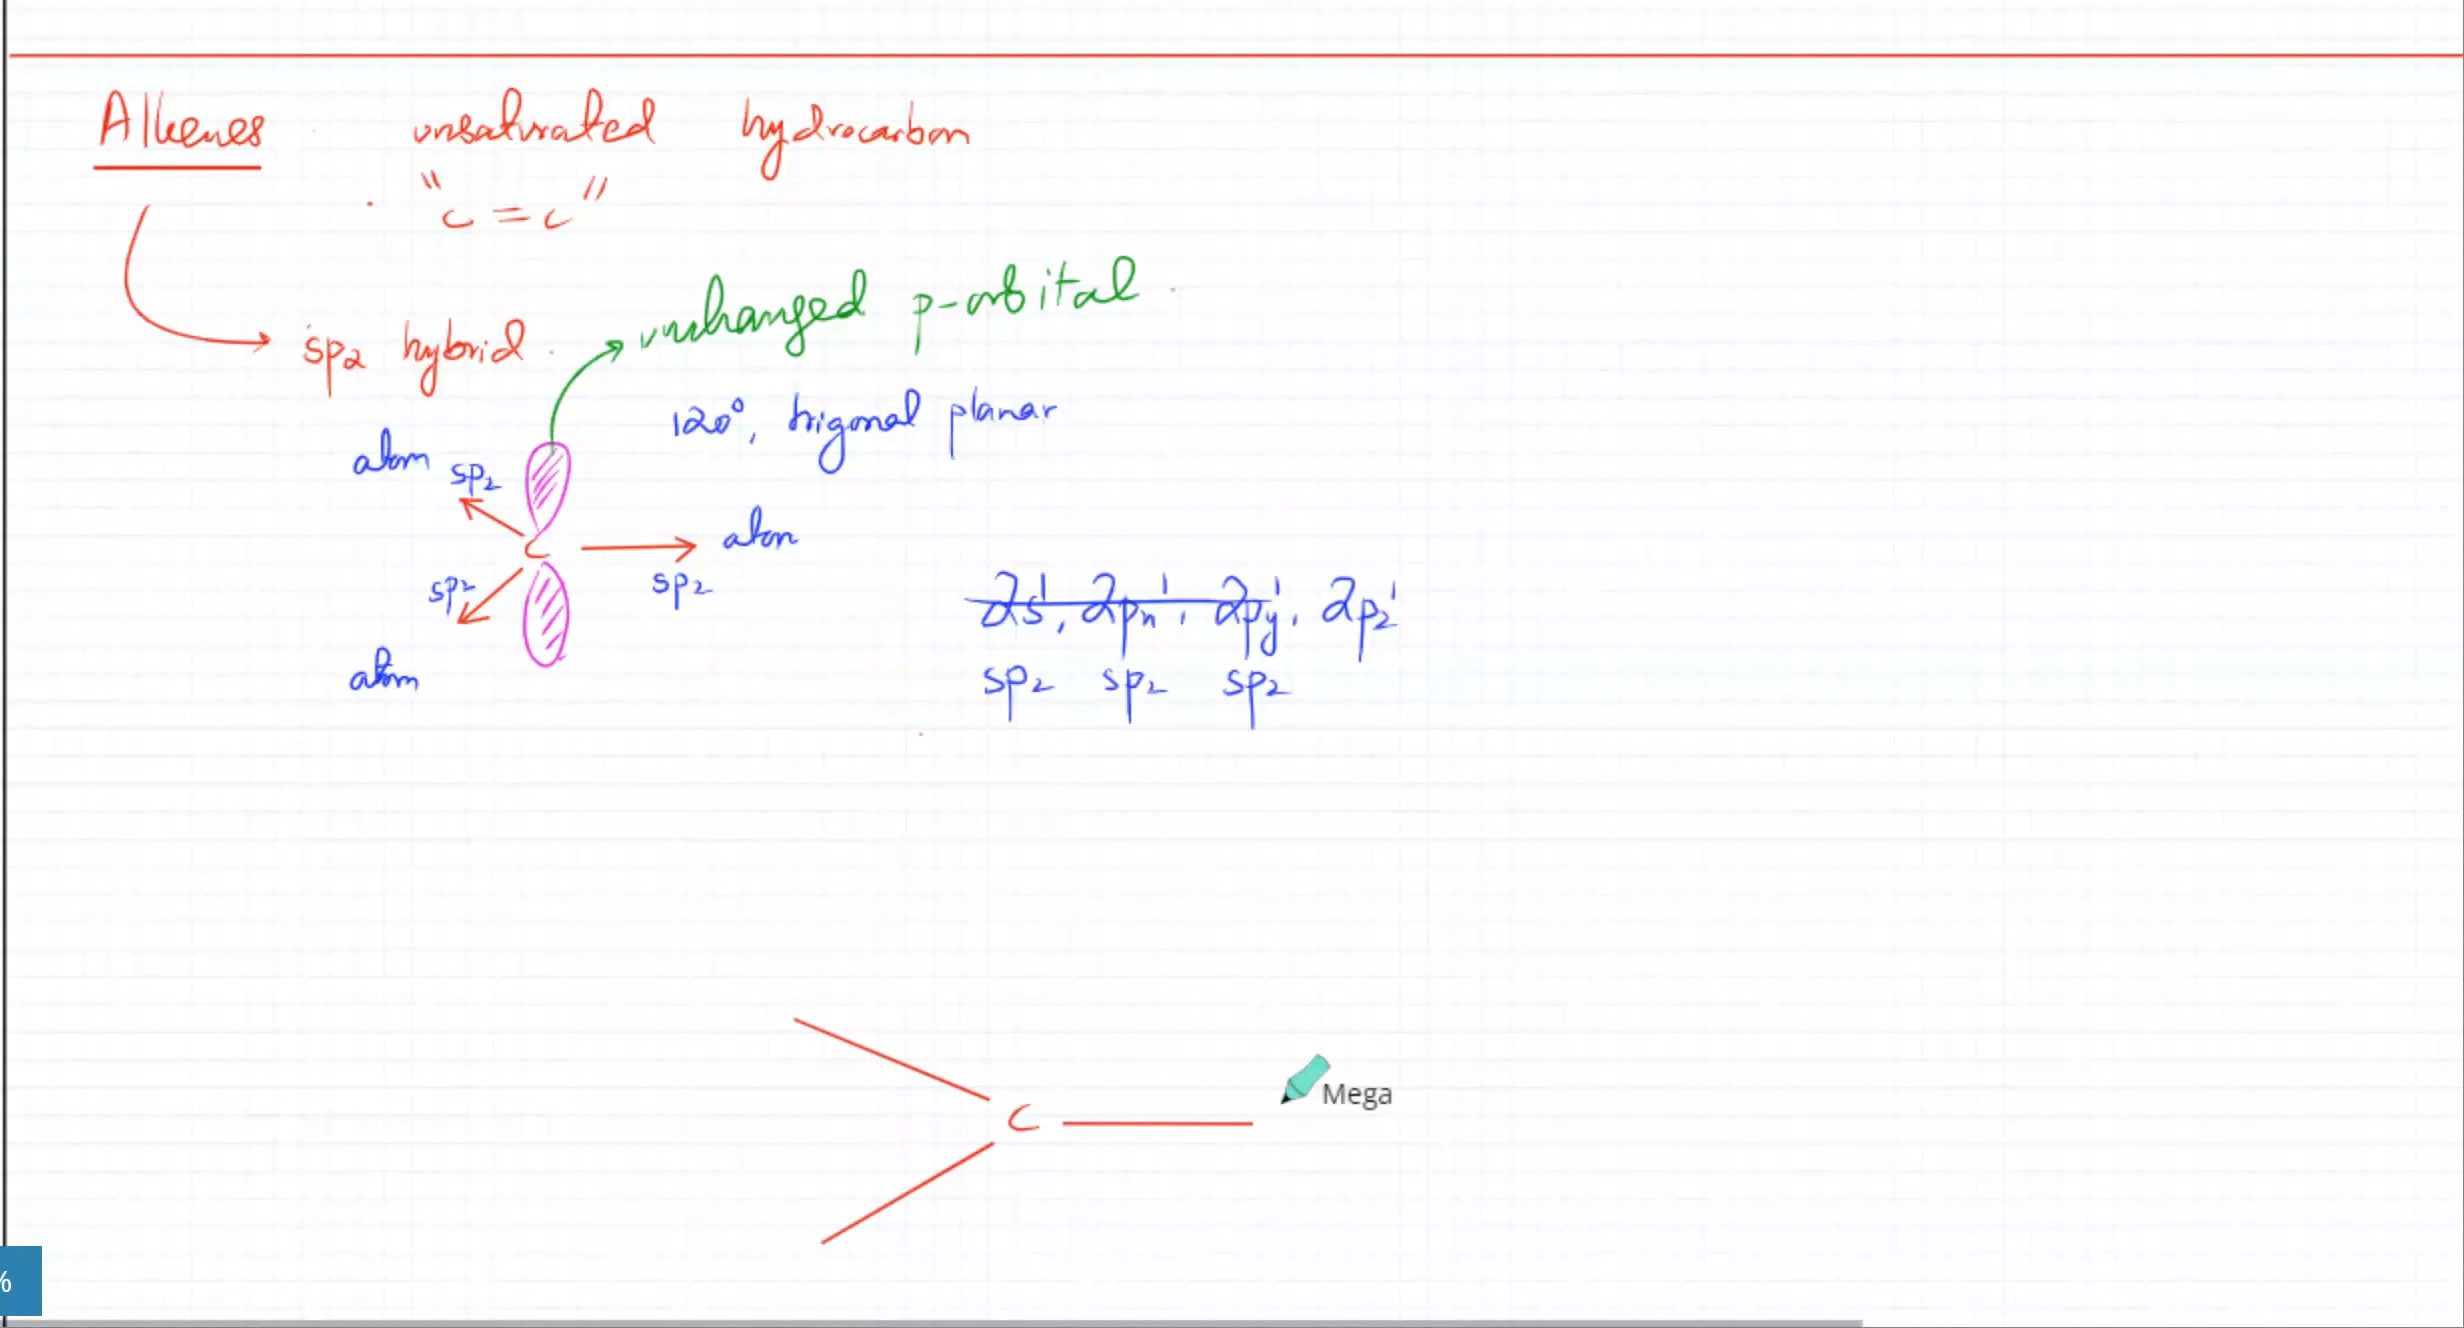 Alkenes unsaturated hydrocarbon
"C = C"
unchanged p-orbital
sp2 hybrid
120°, trigonal planar
atom sp2
C atom
sp2 sp2
2s¹, 2px¹, 2py¹, 2pz¹
atom
sp2 sp2 sp2
Mega
C
%